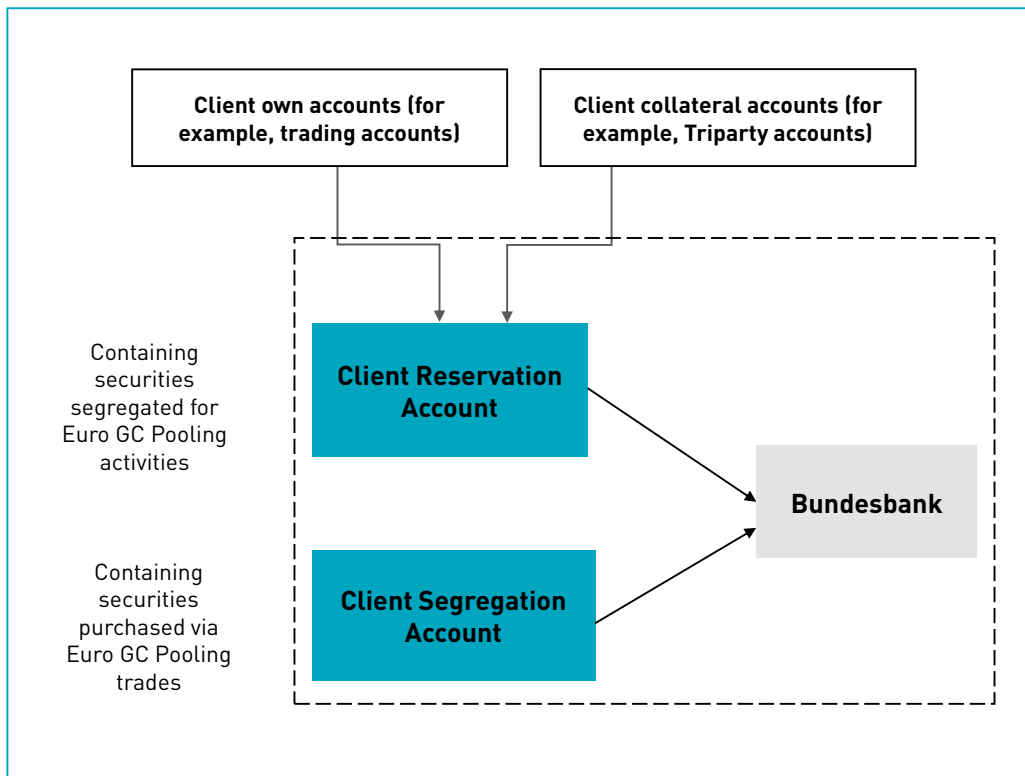 Client own accounts (for
example, trading accounts)
Client collateral accounts (for
example, Triparty accounts)
Containing
securities
segregated for
Euro GC Pooling
activities
Client Reservation
Account
Bundesbank
Containing
securities
purchased via
Euro GC Pooling
trades
Client Segregation
Account